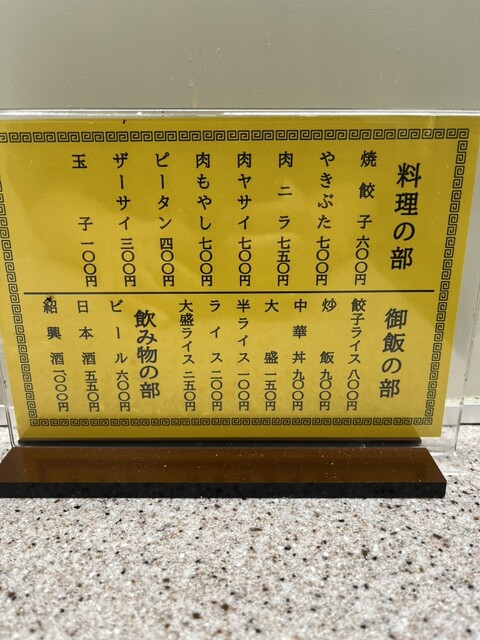 料理の部
焼餃子 六〇〇円
やきぶた 七〇〇円
肉ニラ 七五〇円
肉ヤサイ 七〇〇円
肉もやし 七〇〇円
ピータン 四〇〇円
ザーサイ 三〇〇円
玉子 一〇〇円
御飯の部
餃子ライス 八〇〇円
炒飯 九〇〇円
中華丼 九〇〇円
大盛 一五〇円
半ライス 一〇〇円
ライス 二〇〇円
大盛ライス 二五〇円
飲み物の部
ビール 六〇〇円
日本酒 五五〇円
紹興酒 一、〇〇〇円